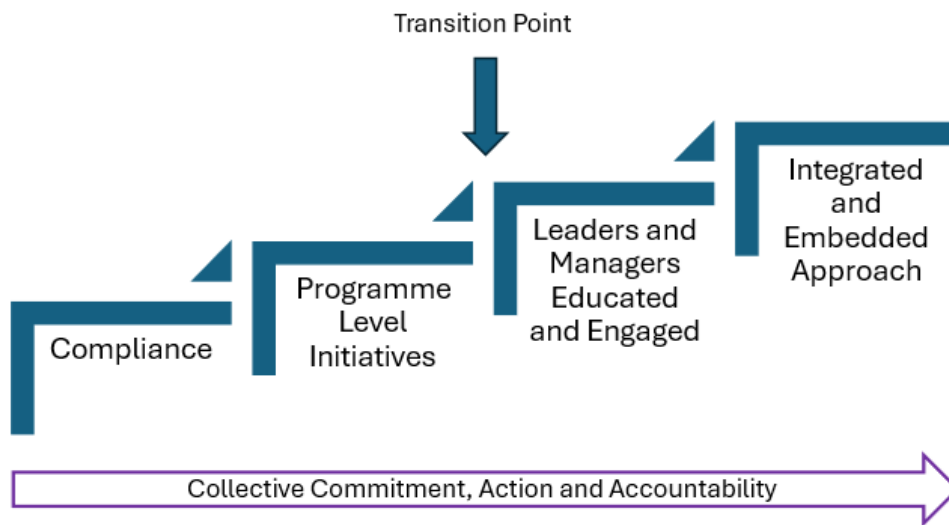 Transition Point
Compliance
Programme
Level
Initiatives
Leaders and
Managers
Educated
and Engaged
Integrated
and
Embedded
Approach
Collective Commitment, Action and Accountability